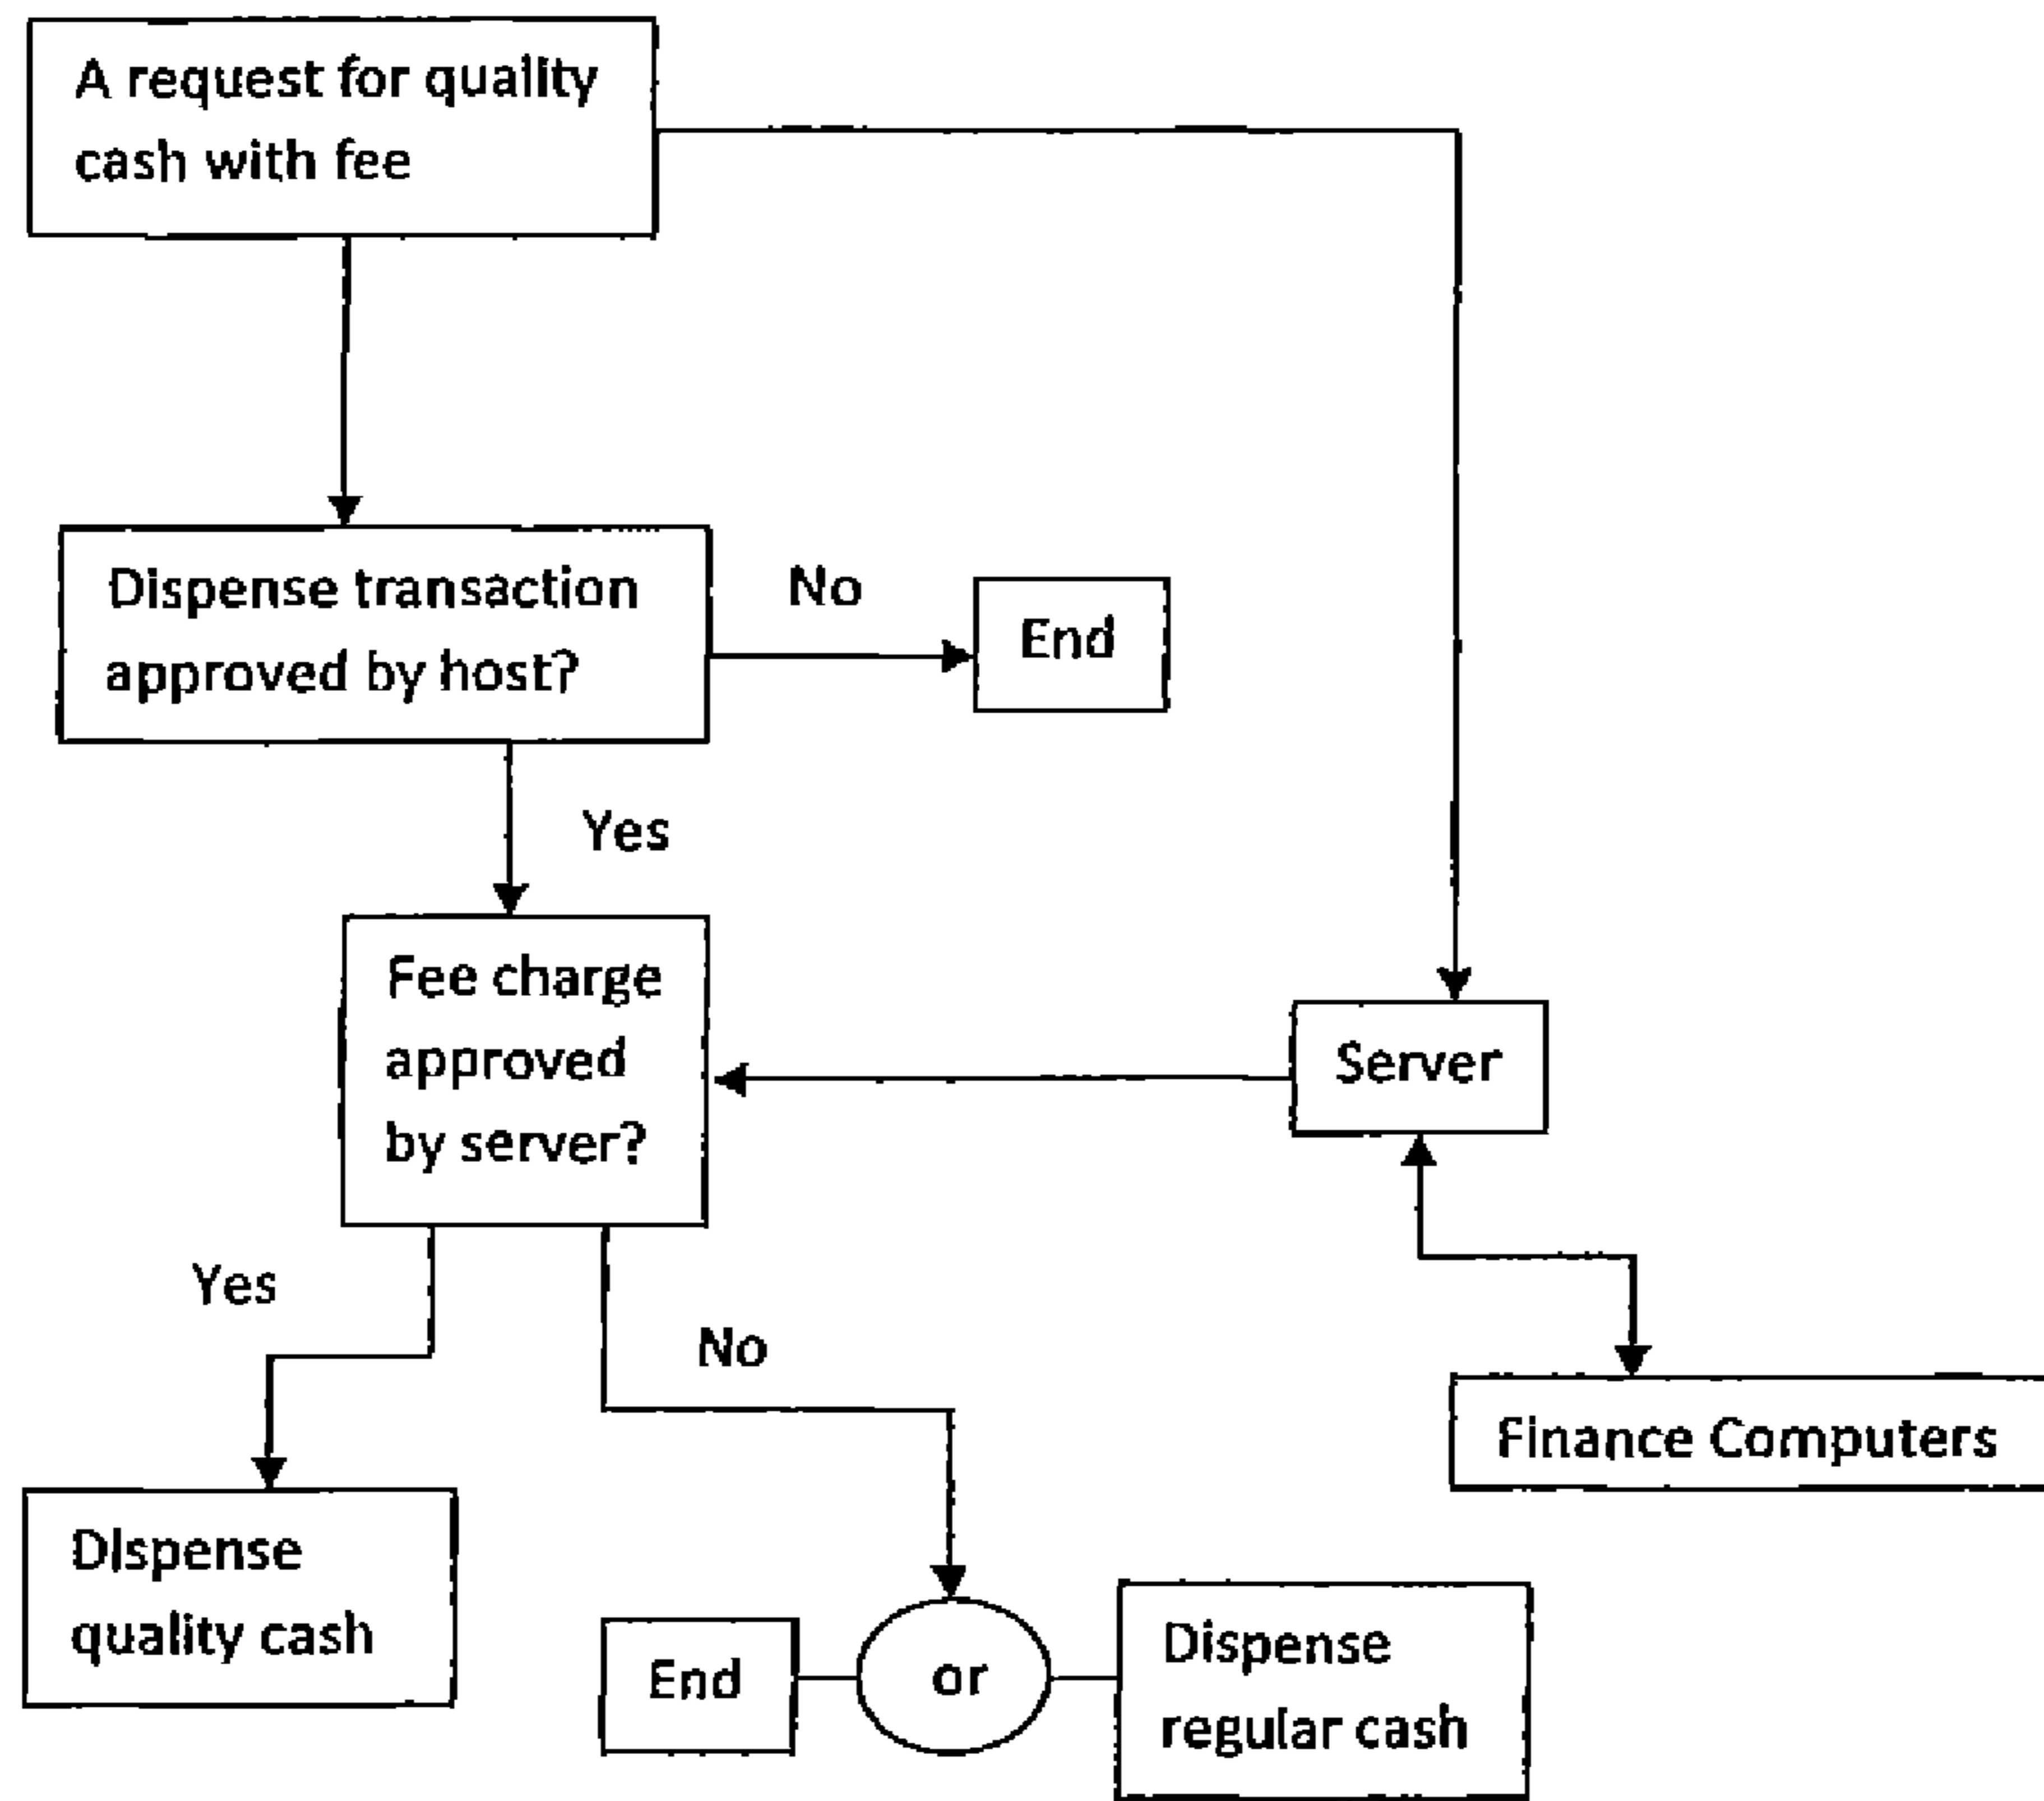 A request for quality
cash with fee
Dispense transaction
approved by host?
No
End
Yes
Fee charge
approved
by server?
Server
Yes
No
Finance Computers
Dispense
quality cash
End
or
Dispense
regular cash